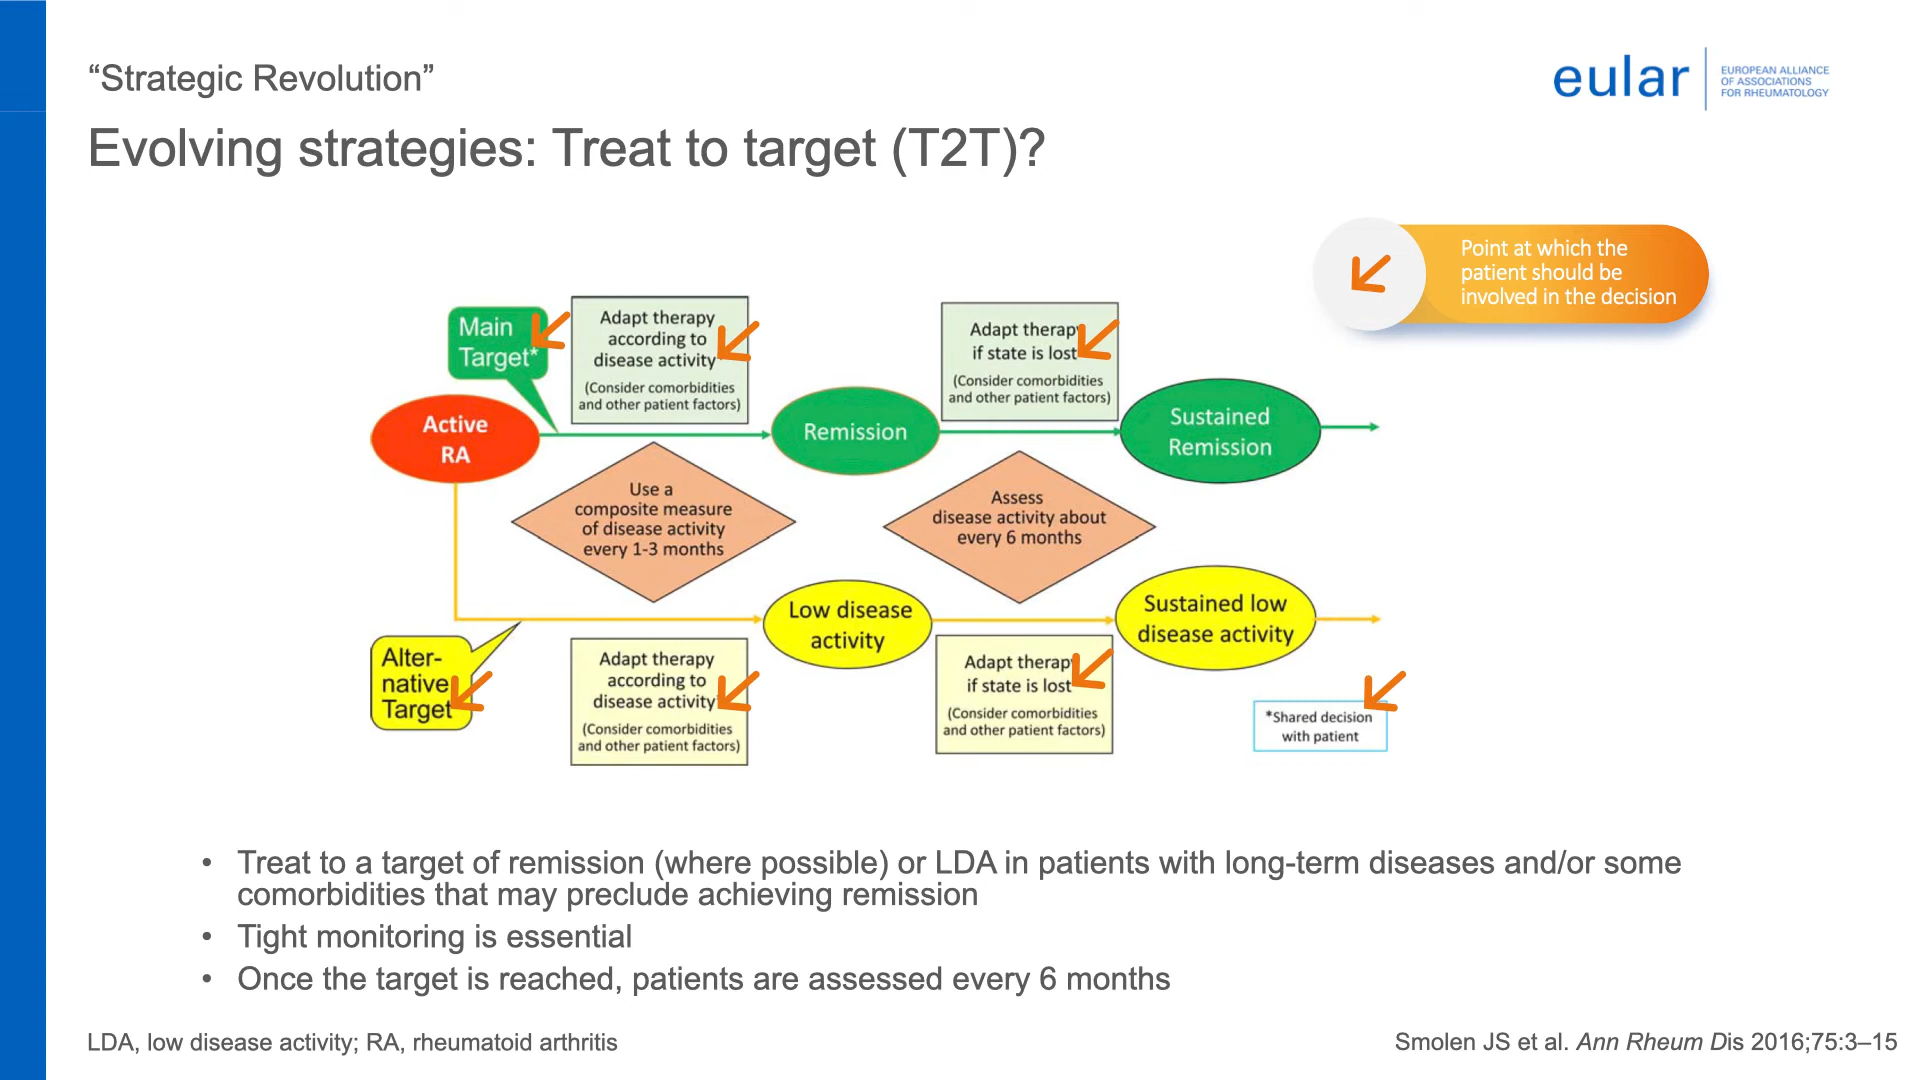 “Strategic Revolution”
Evolving strategies: Treat to target (T2T)?
eular
EUROPEAN ALLIANCE
OF ASSOCIATIONS
FOR RHEUMATOLOGY
Point at which the
patient should be
involved in the decision
Main
Target*
Adapt therapy
according to
disease activity*
(Consider comorbidities
and other patient factors)
Adapt therapy
if state is lost*
(Consider comorbidities
and other patient factors)
Active
RA
Remission
Sustained
Remission
Use a
composite measure
of disease activity
every 1-3 months
Assess
disease activity about
every 6 months
Low disease
activity
Sustained low
disease activity
Alter-
native
Target*
Adapt therapy
according to
disease activity*
(Consider comorbidities
and other patient factors)
Adapt therapy
if state is lost*
(Consider comorbidities
and other patient factors)
*Shared decision
with patient
• Treat to a target of remission (where possible) or LDA in patients with long-term diseases and/or some
comorbidities that may preclude achieving remission
• Tight monitoring is essential
• Once the target is reached, patients are assessed every 6 months
LDA, low disease activity; RA, rheumatoid arthritis
Smolen JS et al. Ann Rheum Dis 2016;75:3–15